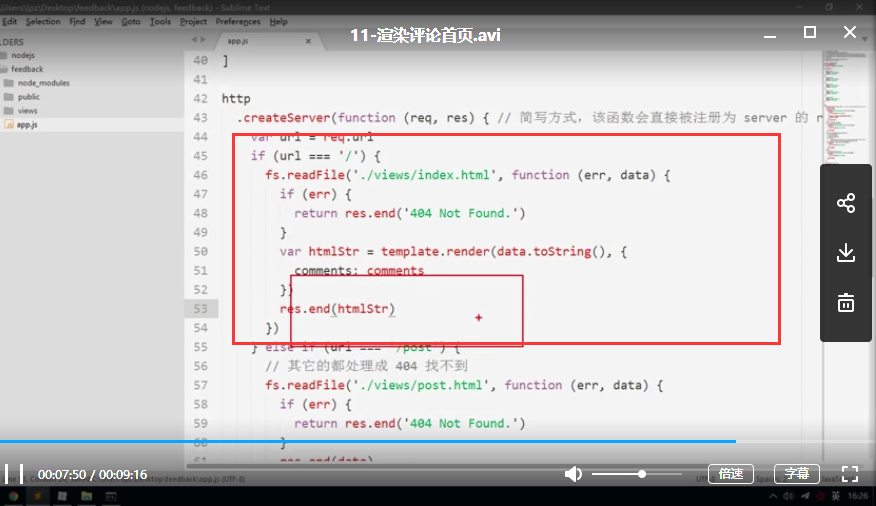 \Users\lpz\Desktop\feedback\app.js (nodejs, feedback) - Sublime Text
Edit Selection Find View Goto Tools Project Preferences Help
11-渲染评论首页.avi
LDERS
nodejs
feedback
node_modules
public
views
app.js
app.js ×
40 ]
41
42 http
43 .createServer(function (req, res) { // 简写方式，该函数会直接被注册为 server 的 r
44 var url = req.url
45 if (url === '/') {
46 fs.readFile('./views/index.html', function (err, data) {
47 if (err) {
48 return res.end('404 Not Found.')
49 }
50 var htmlStr = template.render(data.toString(), {
51 comments: comments
52 })
53 res.end(htmlStr)
54 })
55 } else if (url === '/post') {
56 // 其它的都处理成 404 找不到
57 fs.readFile('./views/post.html', function (err, data) {
58 if (err) {
59 return res.end('404 Not Found.')
60 }
61 res.end(data)
00:07:50 / 00:09:16
倍速
字幕
英 16:26